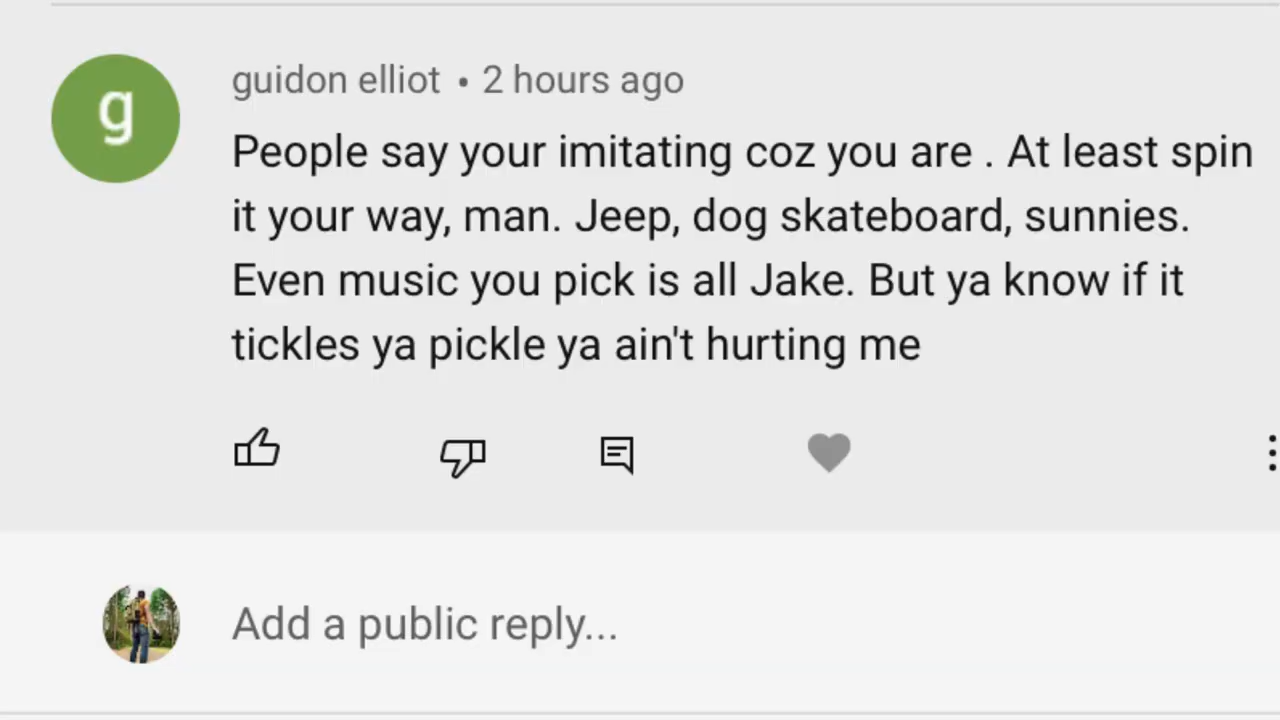 g
guidon elliot • 2 hours ago
People say your imitating coz you are . At least spin
it your way, man. Jeep, dog skateboard, sunnies.
Even music you pick is all Jake. But ya know if it
tickles ya pickle ya ain't hurting me
Add a public reply...